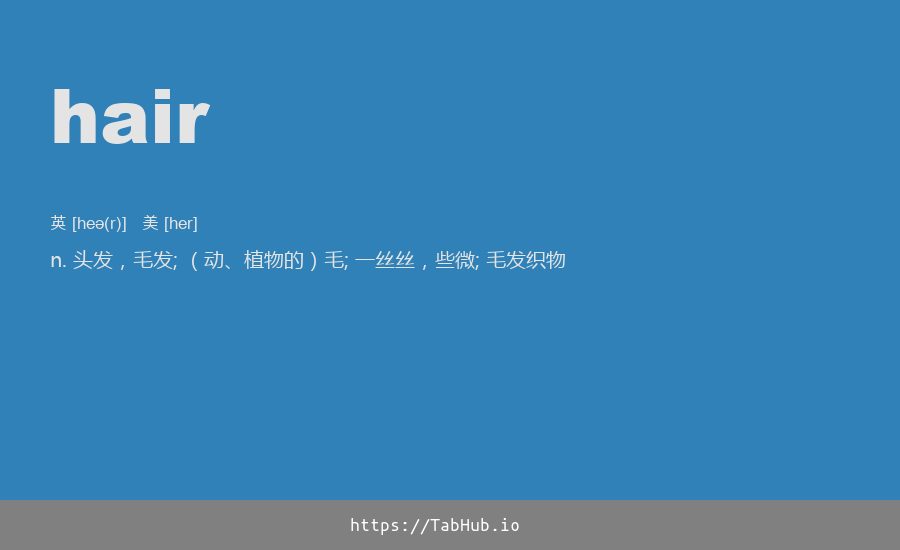 hair
英 [heə(r)] 美 [her]
n. 头发，毛发; （动、植物的）毛; 一丝丝，些微; 毛发织物
https://TabHub.io